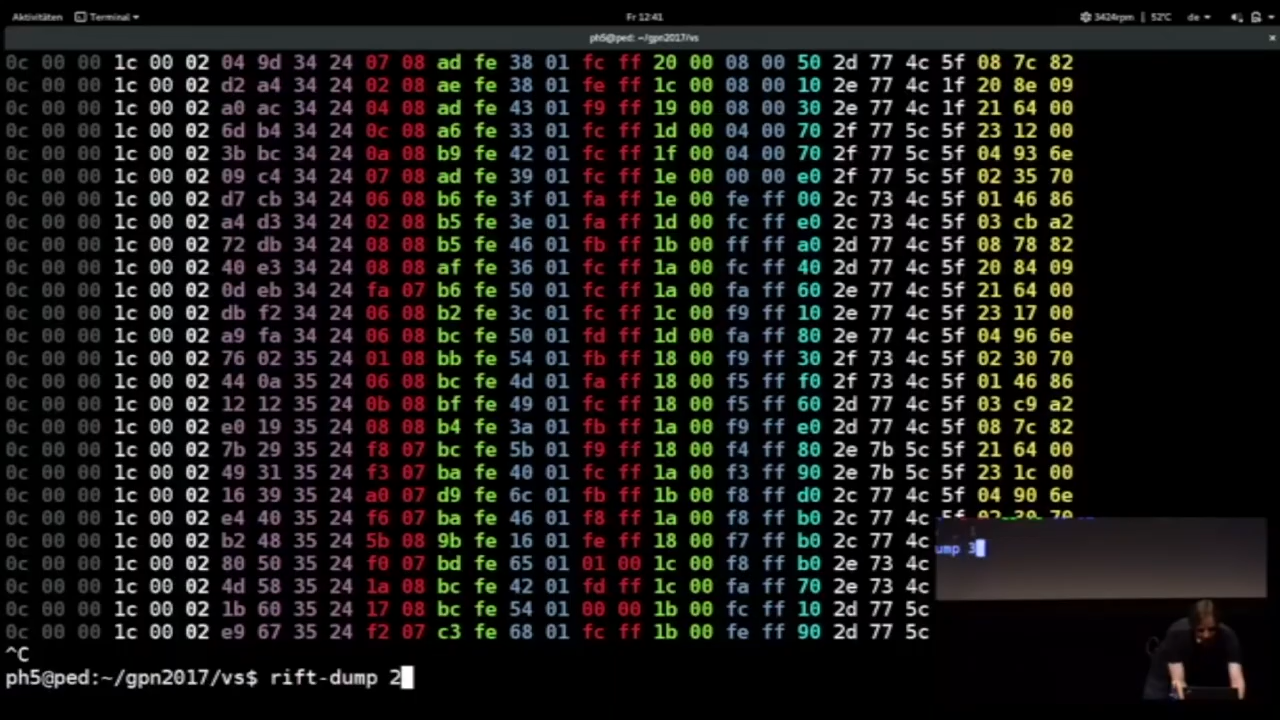 Aktivitäten Terminal Fr 12:41 3424rpm 52°C de
ph5@ped: ~/gpn2017/vs ×
0c 00 00 1c 00 02 04 9d 34 24 07 08 ad fe 38 01 fc ff 20 00 08 00 50 2d 77 4c 5f 08 7c 82
0c 00 00 1c 00 02 d2 a4 34 24 02 08 ae fe 38 01 fe ff 1c 00 08 00 10 2e 77 4c 1f 20 8e 09
0c 00 00 1c 00 02 a0 ac 34 24 04 08 ad fe 43 01 f9 ff 19 00 08 00 30 2e 77 4c 1f 21 64 00
0c 00 00 1c 00 02 6d b4 34 24 0c 08 a6 fe 33 01 fc ff 1d 00 04 00 70 2f 77 5c 5f 23 12 00
0c 00 00 1c 00 02 3b bc 34 24 0a 08 b9 fe 42 01 fc ff 1f 00 04 00 70 2f 77 5c 5f 04 93 6e
0c 00 00 1c 00 02 09 c4 34 24 07 08 ad fe 39 01 fc ff 1e 00 00 00 e0 2f 77 5c 5f 02 35 70
0c 00 00 1c 00 02 d7 cb 34 24 06 08 b6 fe 3f 01 fa ff 1e 00 fe ff 00 2c 73 4c 5f 01 46 86
0c 00 00 1c 00 02 a4 d3 34 24 02 08 b5 fe 3e 01 fa ff 1d 00 fc ff e0 2c 73 4c 5f 03 cb a2
0c 00 00 1c 00 02 72 db 34 24 08 08 b5 fe 46 01 fb ff 1b 00 ff ff a0 2d 77 4c 5f 08 78 82
0c 00 00 1c 00 02 40 e3 34 24 08 08 af fe 36 01 fc ff 1a 00 fc ff 40 2d 77 4c 5f 20 84 09
0c 00 00 1c 00 02 0d eb 34 24 fa 07 b6 fe 50 01 fc ff 1a 00 fa ff 60 2e 77 4c 5f 21 64 00
0c 00 00 1c 00 02 db f2 34 24 06 08 b2 fe 3c 01 fc ff 1c 00 f9 ff 10 2e 77 4c 5f 23 17 00
0c 00 00 1c 00 02 a9 fa 34 24 06 08 bc fe 50 01 fd ff 1d 00 fa ff 80 2e 77 4c 5f 04 96 6e
0c 00 00 1c 00 02 76 02 35 24 01 08 bb fe 54 01 fb ff 18 00 f9 ff 30 2f 73 4c 5f 02 30 70
0c 00 00 1c 00 02 44 0a 35 24 06 08 bc fe 4d 01 fa ff 18 00 f5 ff f0 2f 73 4c 5f 01 46 86
0c 00 00 1c 00 02 12 12 35 24 0b 08 bf fe 49 01 fc ff 18 00 f5 ff 60 2d 77 4c 5f 03 c9 a2
0c 00 00 1c 00 02 e0 19 35 24 08 08 b4 fe 3a 01 fb ff 1a 00 f9 ff e0 2d 77 4c 5f 08 7c 82
0c 00 00 1c 00 02 7b 29 35 24 f8 07 bc fe 5b 01 f9 ff 18 00 f4 ff 80 2e 7b 4c 5f 21 64 00
0c 00 00 1c 00 02 49 31 35 24 f3 07 ba fe 40 01 fc ff 1a 00 f3 ff 90 2e 7b 5c 5f 23 1c 00
0c 00 00 1c 00 02 16 39 35 24 a0 07 d9 fe 6c 01 fb ff 1b 00 f8 ff d0 2c 77 4c 5f 04 90 6e
0c 00 00 1c 00 02 e4 40 35 24 f6 07 ba fe 46 01 f8 ff 1a 00 f8 ff b0 2c 77 4c 5f 02 30 70
0c 00 00 1c 00 02 b2 48 35 24 5b 08 9b fe 16 01 fe ff 18 00 f7 ff b0 2c 77 4c
0c 00 00 1c 00 02 80 50 35 24 f0 07 bd fe 65 01 01 00 1c 00 f8 ff b0 2e 73 4c
0c 00 00 1c 00 02 4d 58 35 24 1a 08 bc fe 42 01 fd ff 1c 00 fa ff 70 2e 73 4c
0c 00 00 1c 00 02 1b 60 35 24 17 08 bc fe 54 01 00 00 1b 00 fc ff 10 2d 77 5c
0c 00 00 1c 00 02 e9 67 35 24 f2 07 c3 fe 68 01 fc ff 1b 00 fe ff 90 2d 77 5c
^C
ph5@ped:~/gpn2017/vs$ rift-dump 2
ump 3